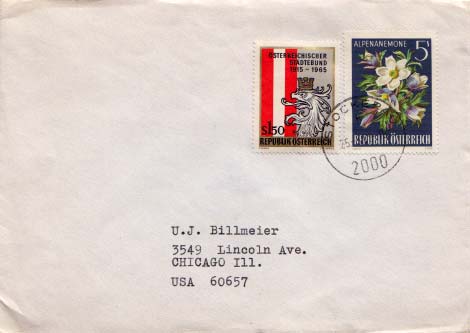 ÖSTERREICHISCHER
STÄDTEBUND
1915 - 1965
S 1.50
REPUBLIK ÖSTERREICH
ALPENANEMONE 5 S
REPUBLIK ÖSTERREICH
2000
U.J. Billmeier
3549 Lincoln Ave.
CHICAGO Ill.
USA 60657